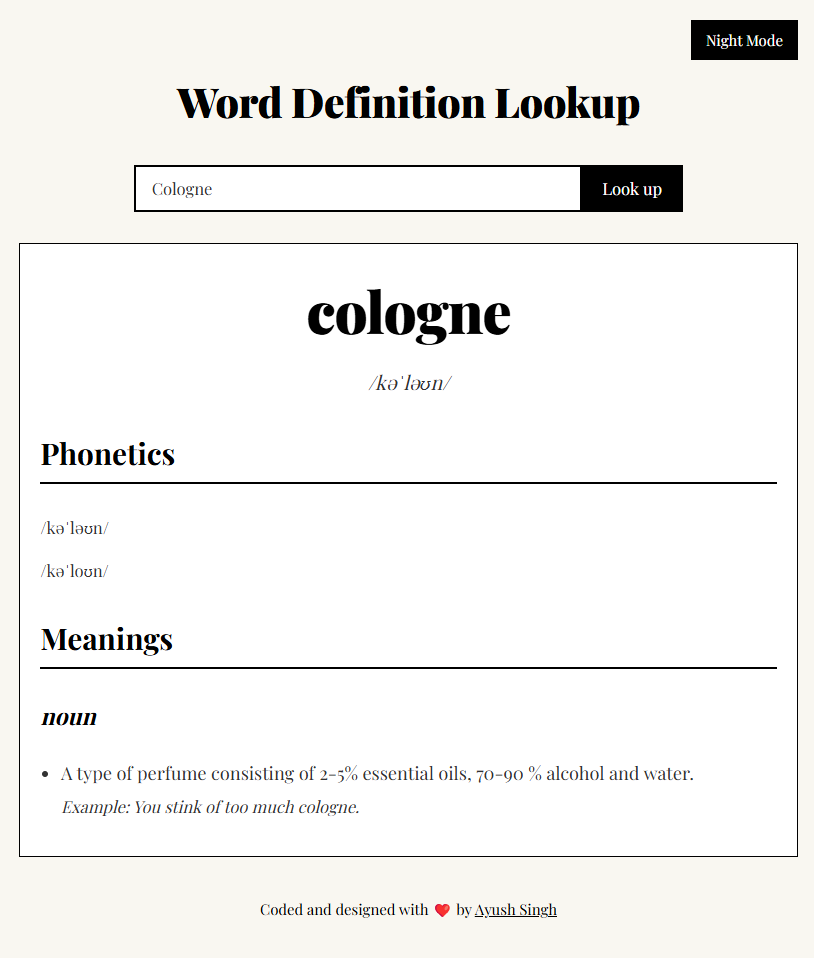 Night Mode
Word Definition Lookup
Cologne
Look up
cologne
/kəˈləʊn/
Phonetics
/kəˈləʊn/
/kəˈloʊn/
Meanings
noun
• A type of perfume consisting of 2-5% essential oils, 70-90 % alcohol and water.
Example: You stink of too much cologne.
Coded and designed with ❤️ by Ayush Singh